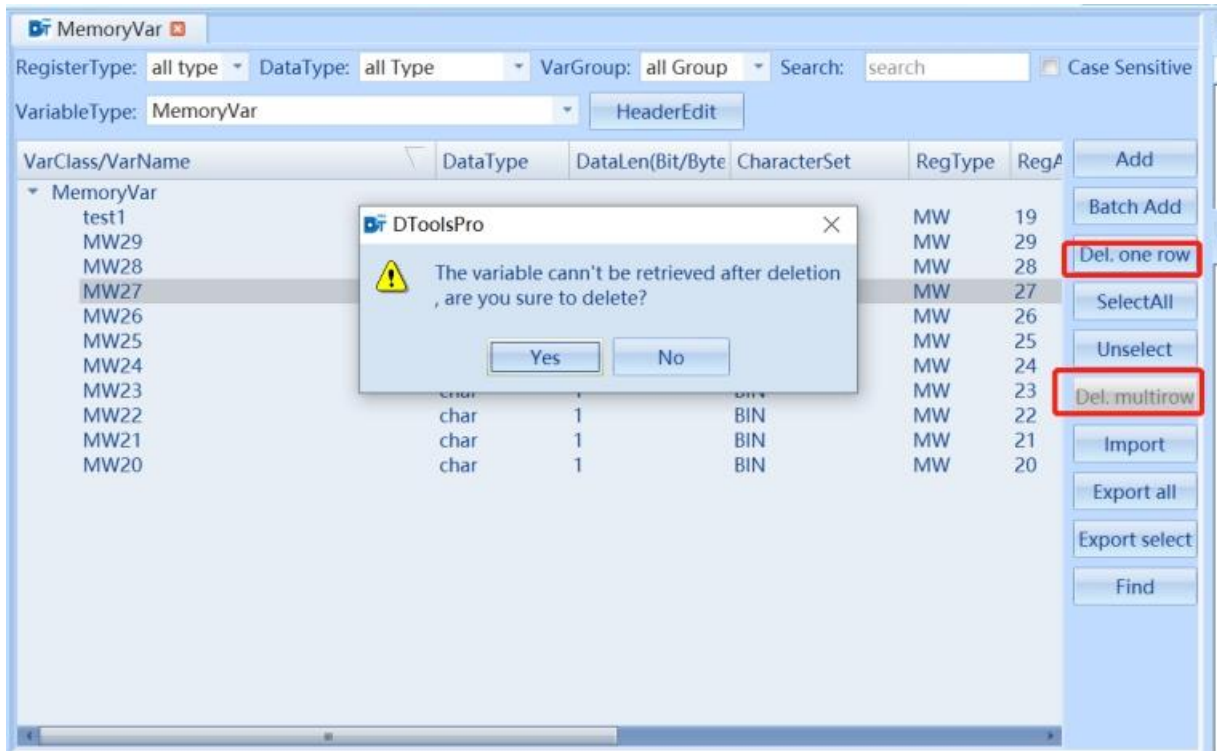 MemoryVar
RegisterType: all type DataType: all Type VarGroup: all Group Search: search Case Sensitive
VariableType: MemoryVar HeaderEdit
VarClass/VarName DataType DataLen(Bit/Byte CharacterSet RegType RegA
MemoryVar
test1 MW 19
MW29 MW 29
MW28 MW 28
MW27 MW 27
MW26 MW 26
MW25 MW 25
MW24 MW 24
MW23 char 1 BIN MW 23
MW22 char 1 BIN MW 22
MW21 char 1 BIN MW 21
MW20 char 1 BIN MW 20
DToolsPro
The variable cann't be retrieved after deletion
, are you sure to delete?
Yes No
Add
Batch Add
Del. one row
SelectAll
Unselect
Del. multirow
Import
Export all
Export select
Find